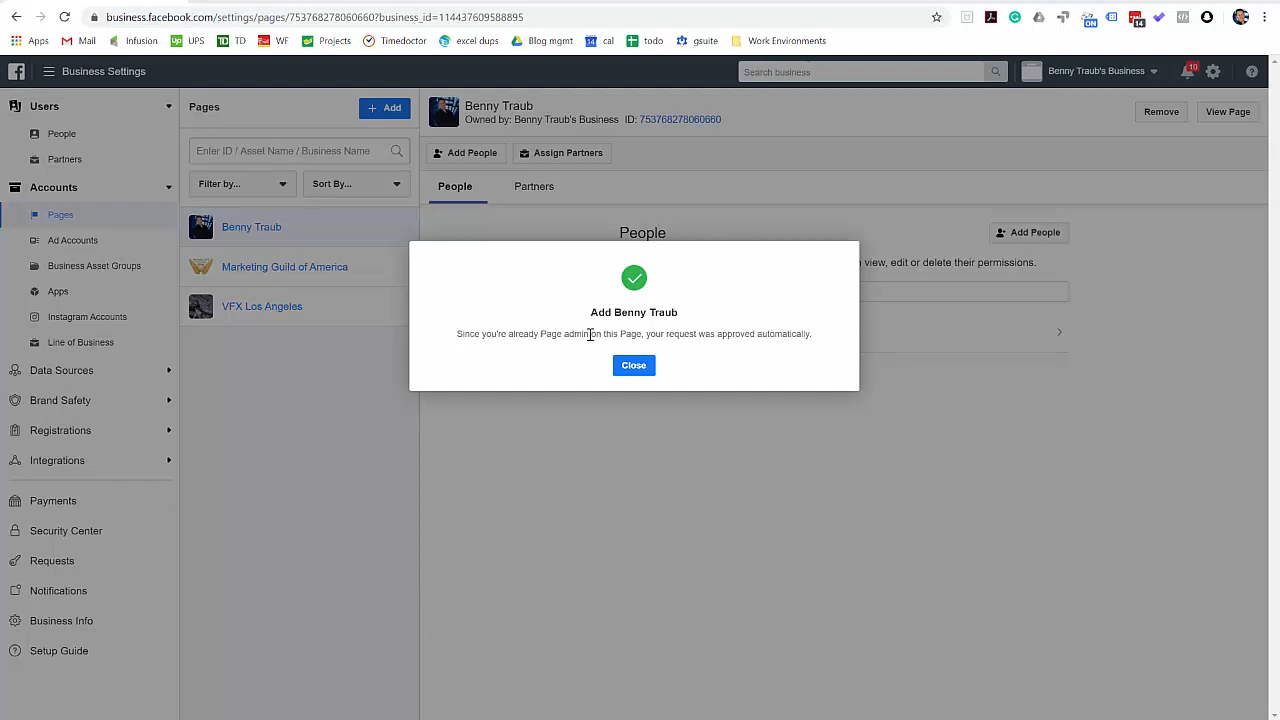 business.facebook.com/settings/pages/753768278060660?business_id=114437609588895
ON
14
Apps
Mail
Infusion
UPS
TD
WF
Projects
Timedoctor
excel dups
Blog mgmt
cal
todo
gsuite
Work Environments
Business Settings
Search business
Benny Traub's Business
10
Users
People
Partners
Accounts
Pages
Ad Accounts
Business Asset Groups
Apps
Instagram Accounts
Line of Business
Data Sources
Brand Safety
Registrations
Integrations
Payments
Security Center
Requests
Notifications
Business Info
Setup Guide
Pages
+ Add
Enter ID / Asset Name / Business Name
Filter by...
Sort By...
Benny Traub
Marketing Guild of America
VFX Los Angeles
Benny Traub
Owned by: Benny Traub's Business ID: 753768278060660
Remove
View Page
Add People
Assign Partners
People
Partners
People
Add People
view, edit or delete their permissions.
Add Benny Traub
Since you're already Page admin on this Page, your request was approved automatically.
Close